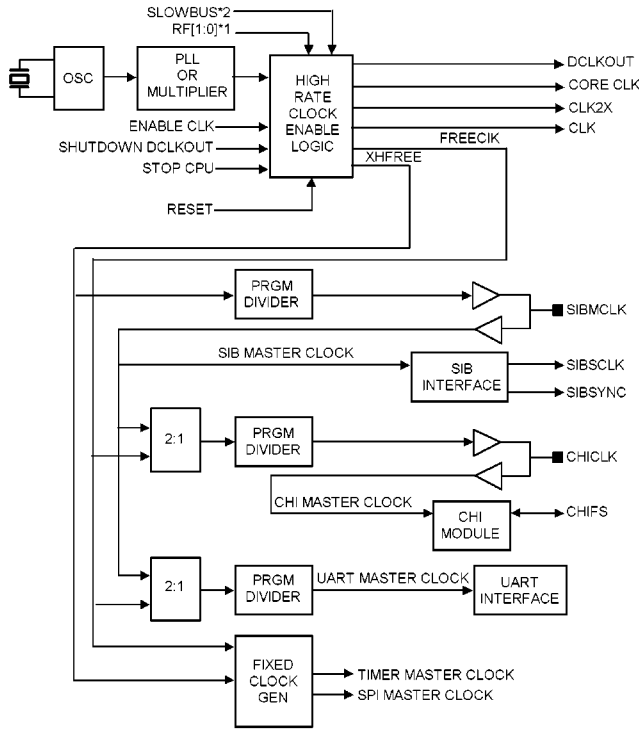 SLOWBUS*2
RF[1:0]*1
OSC
PLL
OR
MULTIPLIER
HIGH
RATE
CLOCK
ENABLE
LOGIC
DCLKOUT
CORE CLK
CLK2X
CLK
ENABLE CLK
SHUTDOWN DCLKOUT
STOP CPU
FREECIK
XHFREE
RESET
PRGM
DIVIDER
SIBMCLK
SIB MASTER CLOCK
SIB
INTERFACE
SIBSCLK
SIBSYNC
2:1
PRGM
DIVIDER
CHICLK
CHI MASTER CLOCK
CHI
MODULE
CHIFS
2:1
PRGM
DIVIDER
UART MASTER CLOCK
UART
INTERFACE
FIXED
CLOCK
GEN
TIMER MASTER CLOCK
SPI MASTER CLOCK